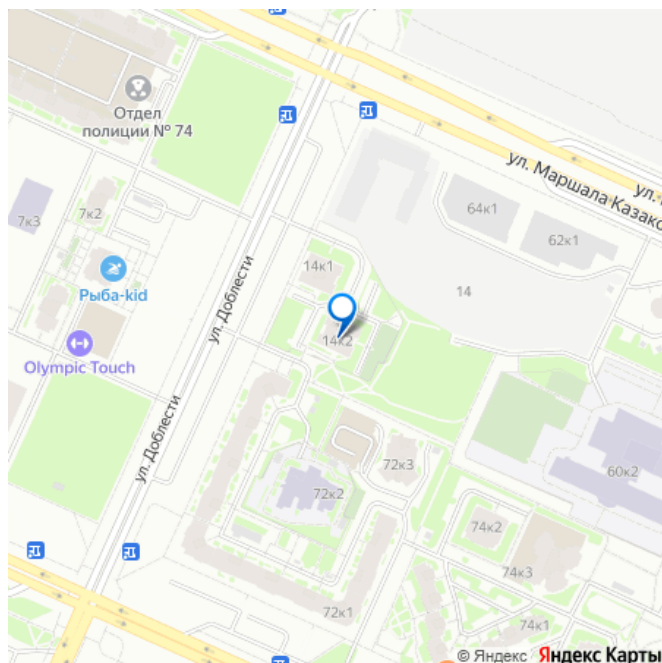 Отдел
полиции № 74
ул. Маршала Казако
7к3
7к2
64к1
62к1
Рыба-kid
14к1
14
ул. Доблести
14к2
Olympic Touch
ул. Доблести
72к3
60к2
72к2
74к2
74к3
72к1
74к1
© Яндекс Яндекс Карты